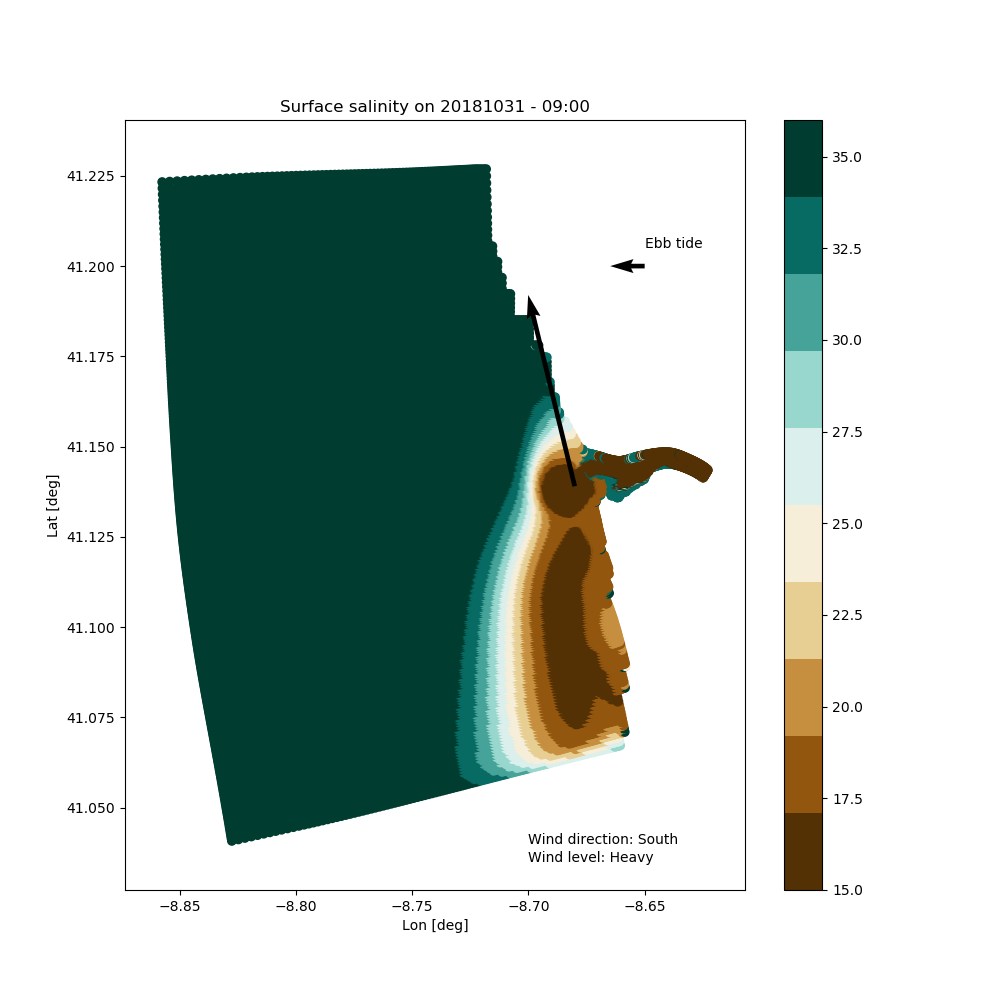 Surface salinity on 20181031 - 09:00
41.225
41.200
41.175
41.150
41.125
41.100
41.075
41.050
Lat [deg]
Ebb tide
Wind direction: South
Wind level: Heavy
−8.85 −8.80 −8.75 −8.70 −8.65
Lon [deg]
35.0
32.5
30.0
27.5
25.0
22.5
20.0
17.5
15.0